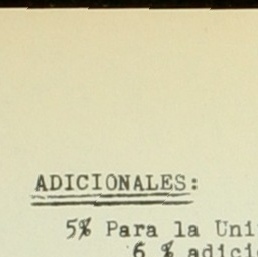 ADICIONALES:
5% Para la Uni
6 % adici